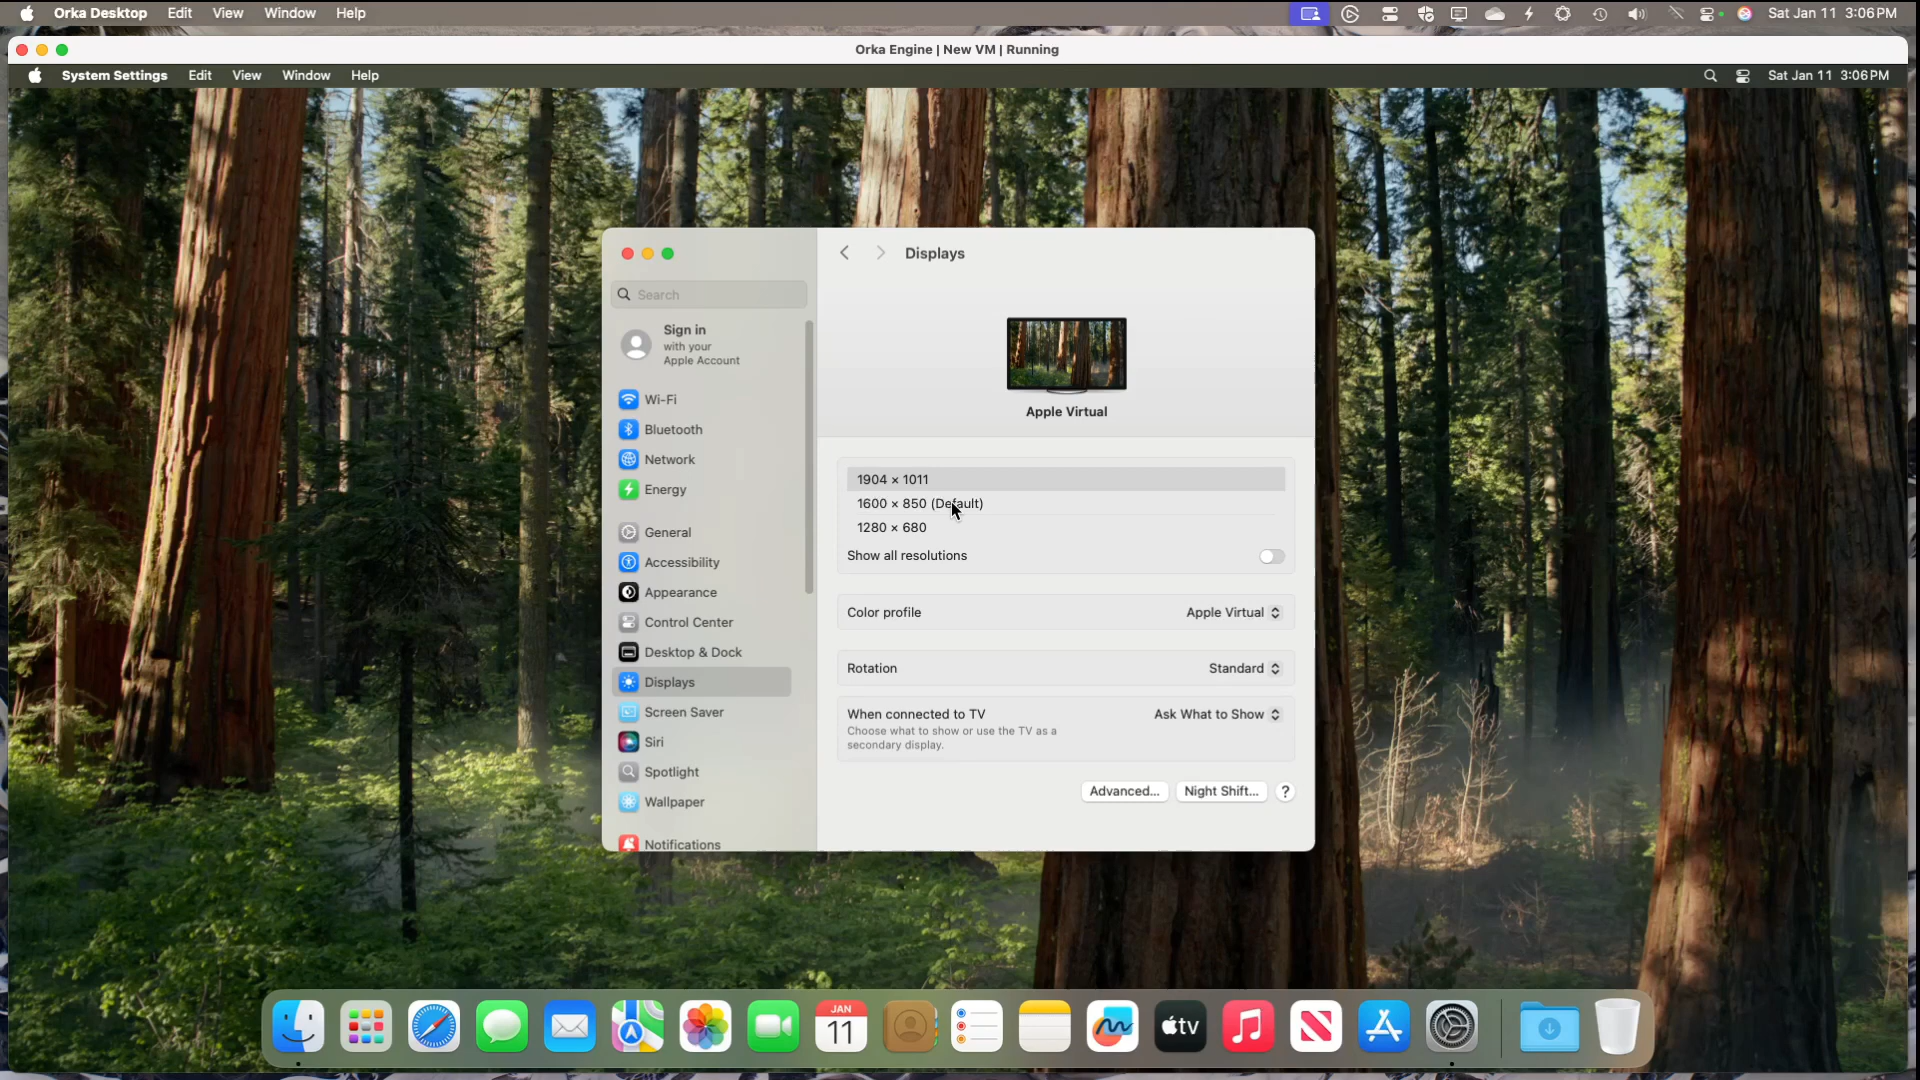 Orka Desktop Edit View Window Help Sat Jan 11 3:06PM
Orka Engine | New VM | Running
System Settings Edit View Window Help Sat Jan 11 3:06PM
Displays
Search
Sign in
with your
Apple Account
Wi-Fi
Bluetooth
Network
Energy
General
Accessibility
Appearance
Control Center
Desktop & Dock
Displays
Screen Saver
Siri
Spotlight
Wallpaper
Notifications
Apple Virtual
1904 × 1011
1600 × 850 (Default)
1280 × 680
Show all resolutions
Color profile Apple Virtual
Rotation Standard
When connected to TV Ask What to Show
Choose what to show or use the TV as a
secondary display.
Advanced... Night Shift... ?
JAN
11
tv